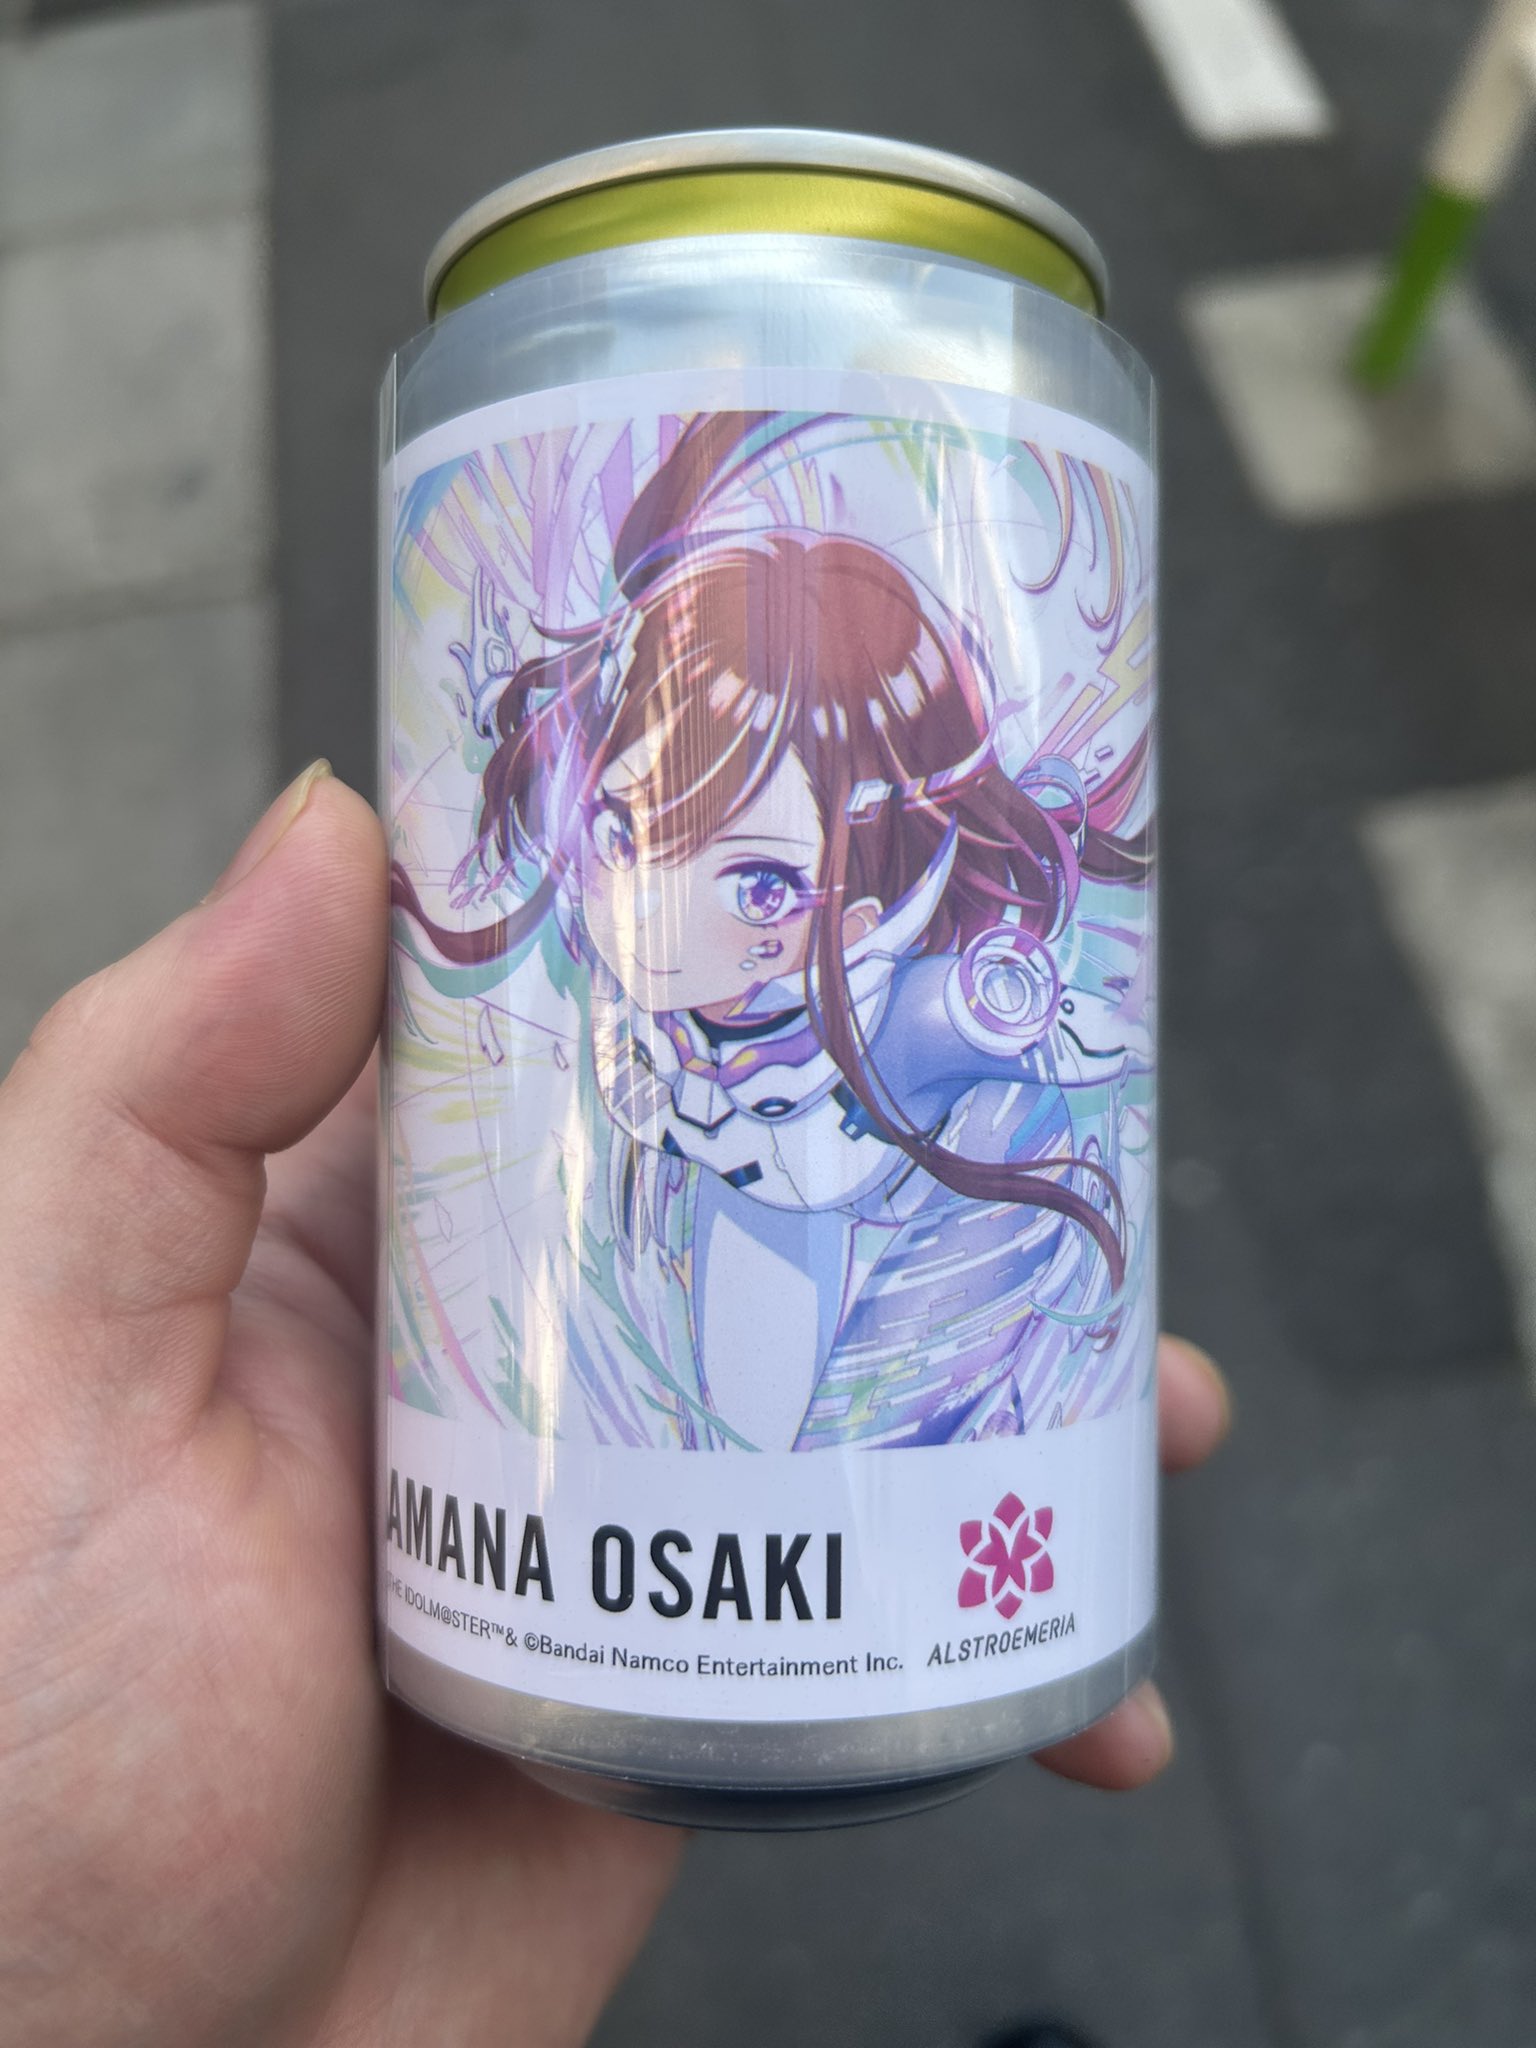 AMANA OSAKI
THE IDOLM@STER™& ©Bandai Namco Entertainment Inc.
ALSTROEMERIA